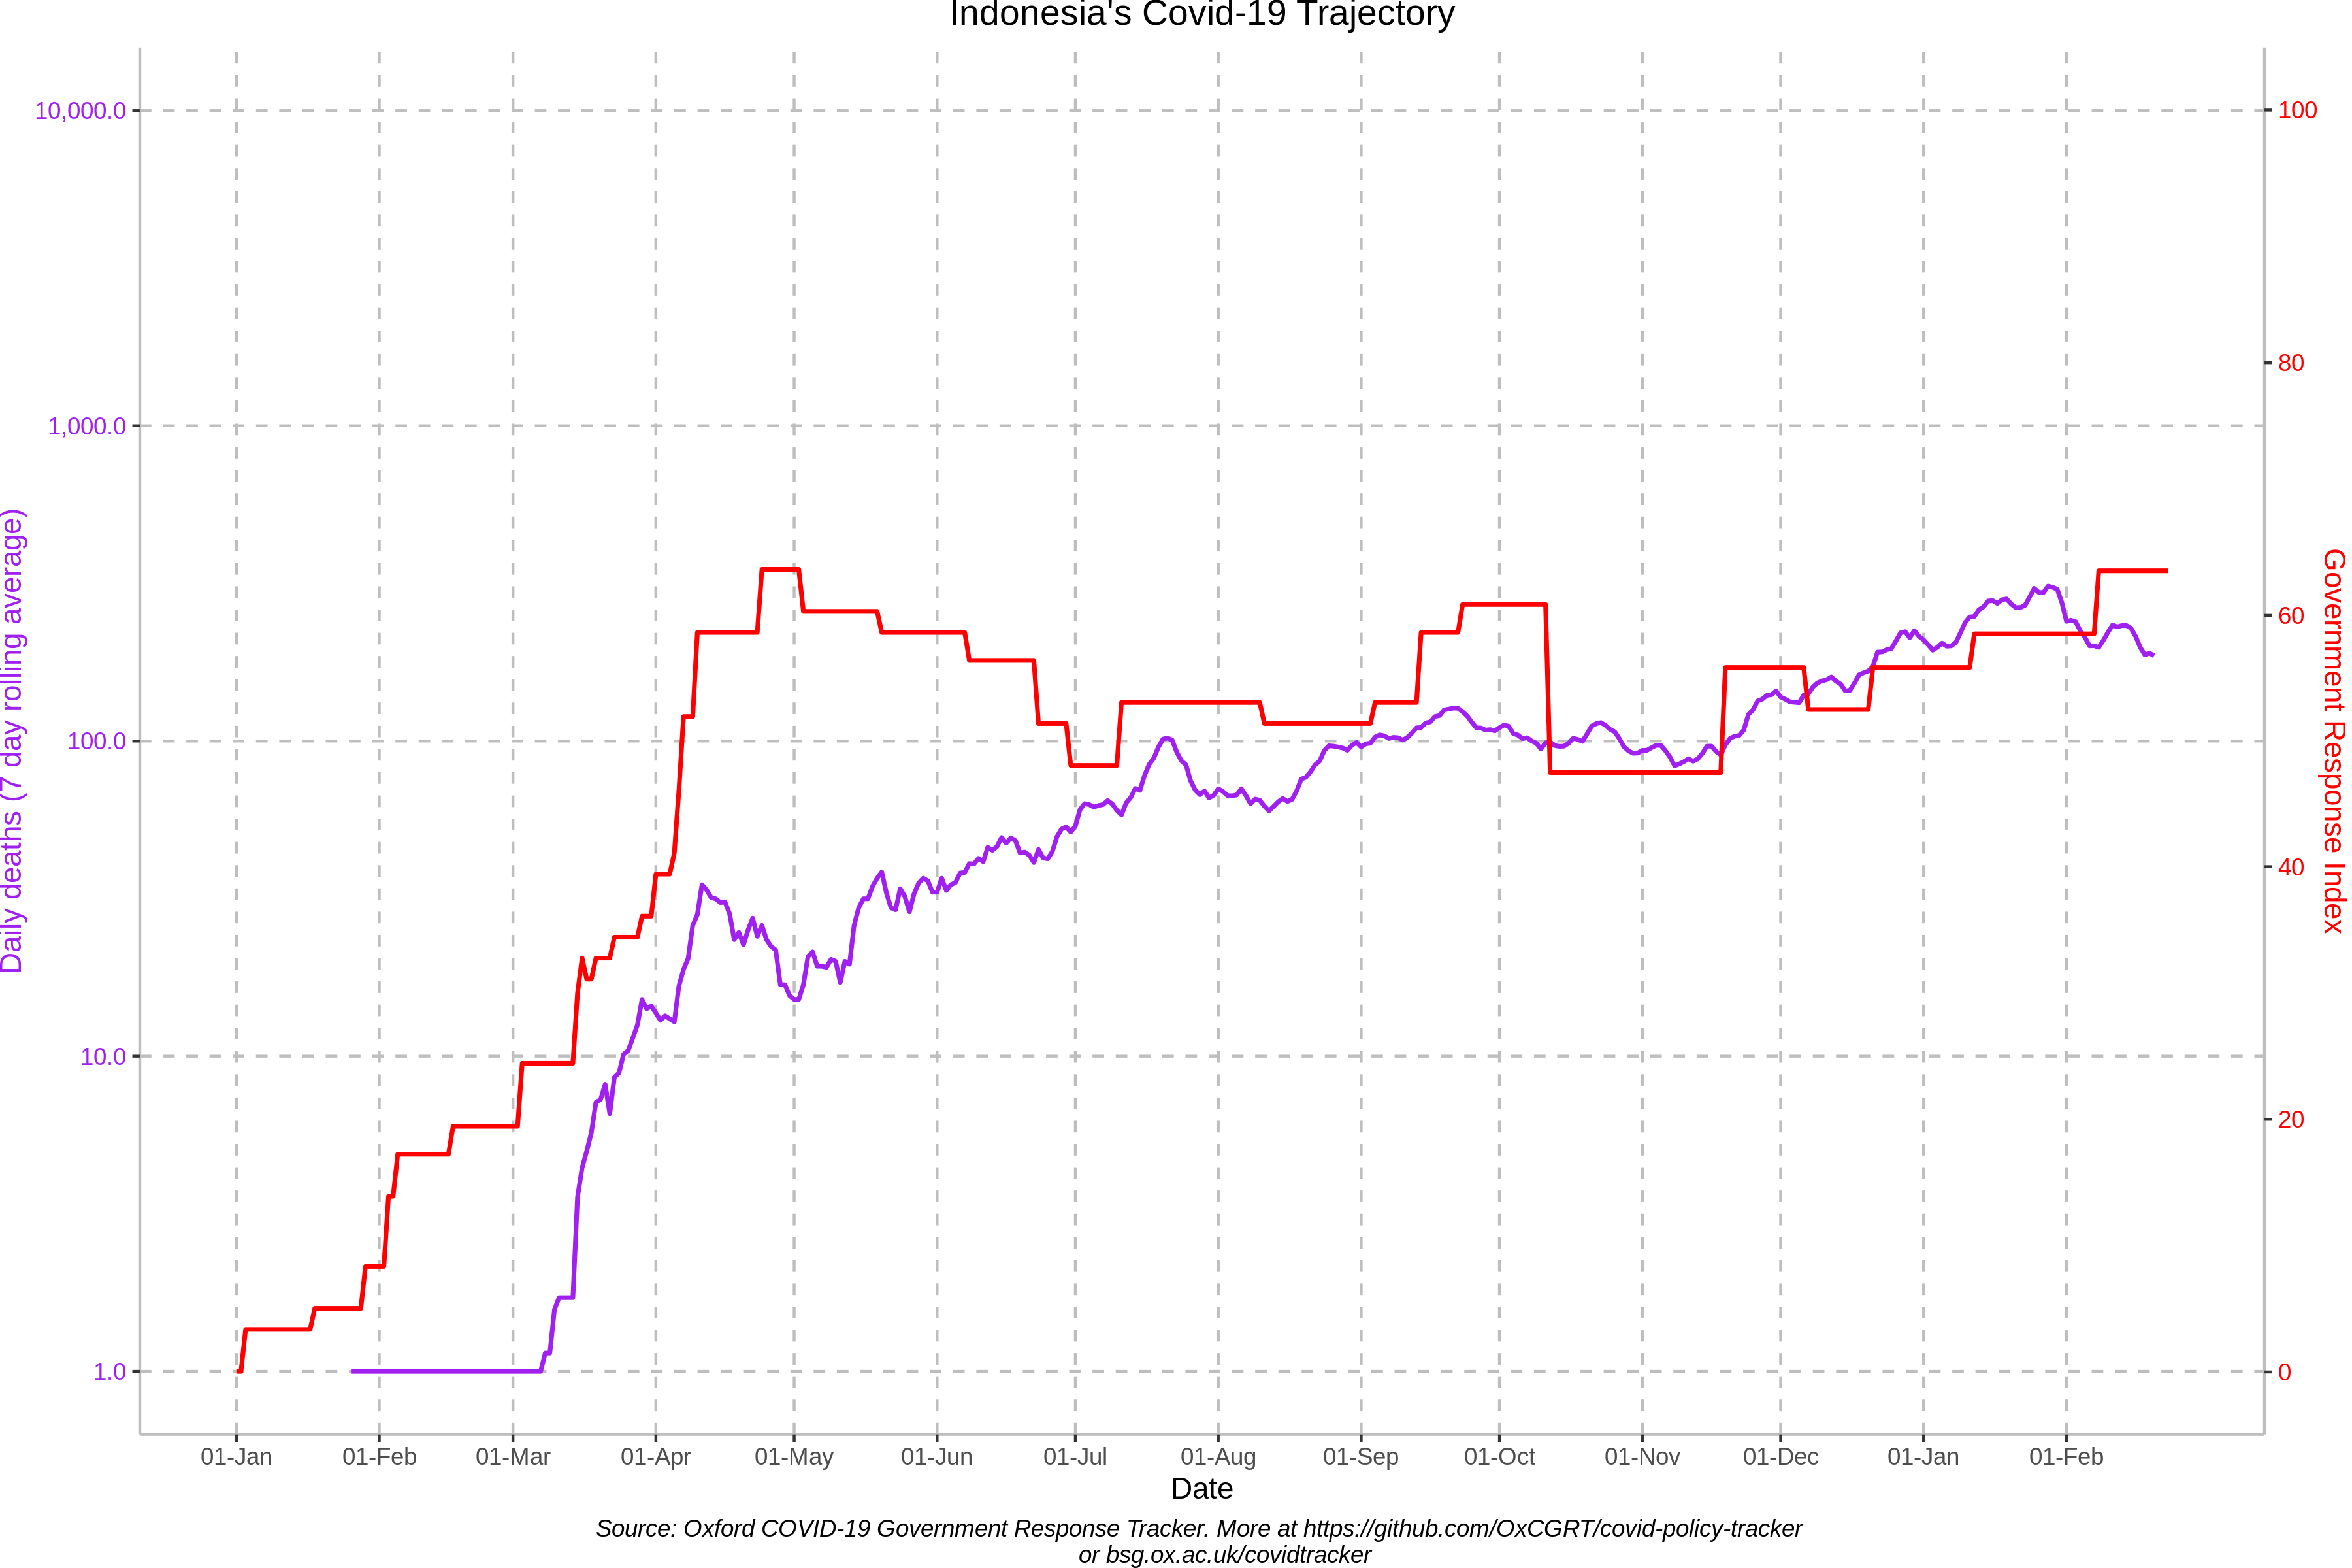 Indonesia's Covid-19 Trajectory
10,000.0
1,000.0
100.0
10.0
1.0
Daily deaths (7 day rolling average)
100
80
60
40
20
0
Government Response Index
01-Jan 01-Feb 01-Mar 01-Apr 01-May 01-Jun 01-Jul 01-Aug 01-Sep 01-Oct 01-Nov 01-Dec 01-Jan 01-Feb
Date
Source: Oxford COVID-19 Government Response Tracker. More at https://github.com/OxCGRT/covid-policy-tracker
or bsg.ox.ac.uk/covidtracker